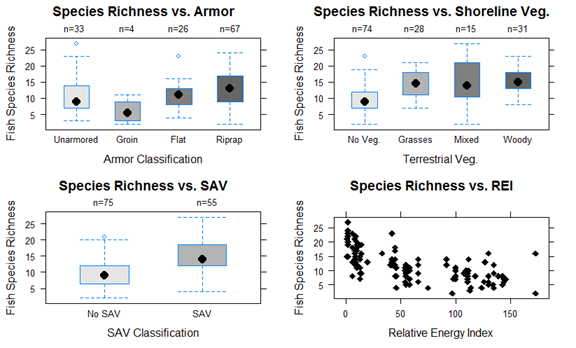 Species Richness vs. Armor
n=33 n=4 n=26 n=67
Fish Species Richness
25
20
15
10
5
Unarmored Groin Flat Riprap
Armor Classification
Species Richness vs. Shoreline Veg.
n=74 n=28 n=15 n=31
Fish Species Richness
25
20
15
10
5
No Veg. Grasses Mixed Woody
Terrestrial Veg.
Species Richness vs. SAV
n=75 n=55
Fish Species Richness
25
20
15
10
5
No SAV SAV
SAV Classification
Species Richness vs. REI
Fish Species Richness
25
20
15
10
5
0 50 100 150
Relative Energy Index